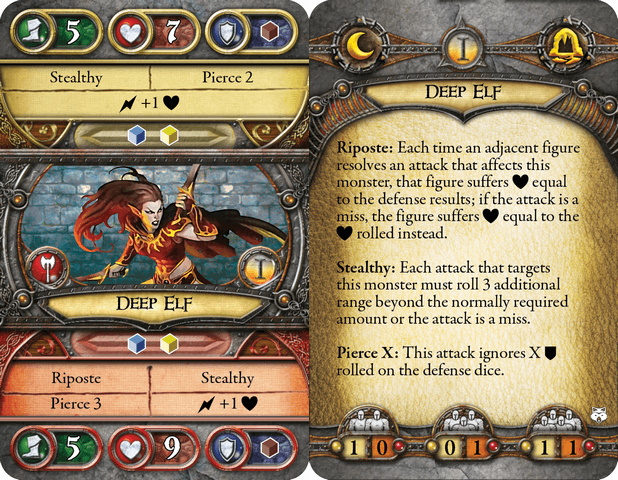 5 7
Stealthy Pierce 2
+1
I
DEEP ELF
Riposte Stealthy
Pierce 3 +1
5 9
I
DEEP ELF
Riposte: Each time an adjacent figure
resolves an attack that affects this
monster, that figure suffers equal
to the defense results; if the attack is a
miss, the figure suffers equal to the
rolled instead.
Stealthy: Each attack that targets
this monster must roll 3 additional
range beyond the normally required
amount or the attack is a miss.
Pierce X: This attack ignores X
rolled on the defense dice.
1 0 0 1 1 1